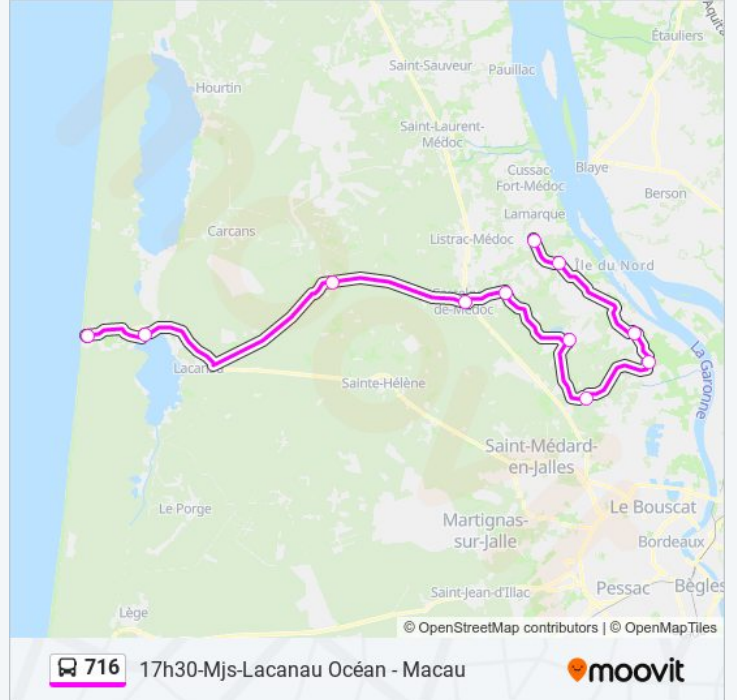 Étauliers
Saint-Sauveur
Pauillac
Hourtin
Saint-Laurent-
Médoc
Cussac-
Fort-Médoc
Blaye
Berson
Lamarque
Carcans
Listrac-Médoc
Île du Nord
de-Médoc
La Garonne
Lacanau
Sainte-Hélène
Saint-Médard-
en-Jalles
Le Porge
Le Bouscat
Martignas-
sur-Jalle
Bordeaux
Saint-Jean-d'Illac
Pessac
Bègles
Lège
© OpenStreetMap contributors | © OpenMapTiles
716
17h30-Mjs-Lacanau Océan - Macau
moovit